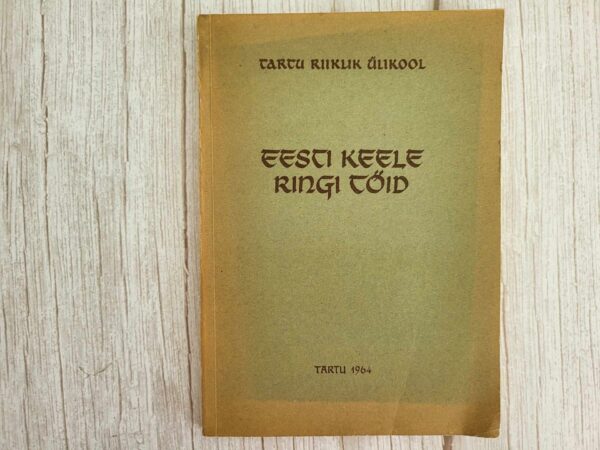 TARTU RIIKLIK ÜLIKOOL
EESTI KEELE
RINGI TÖID
TARTU 1964